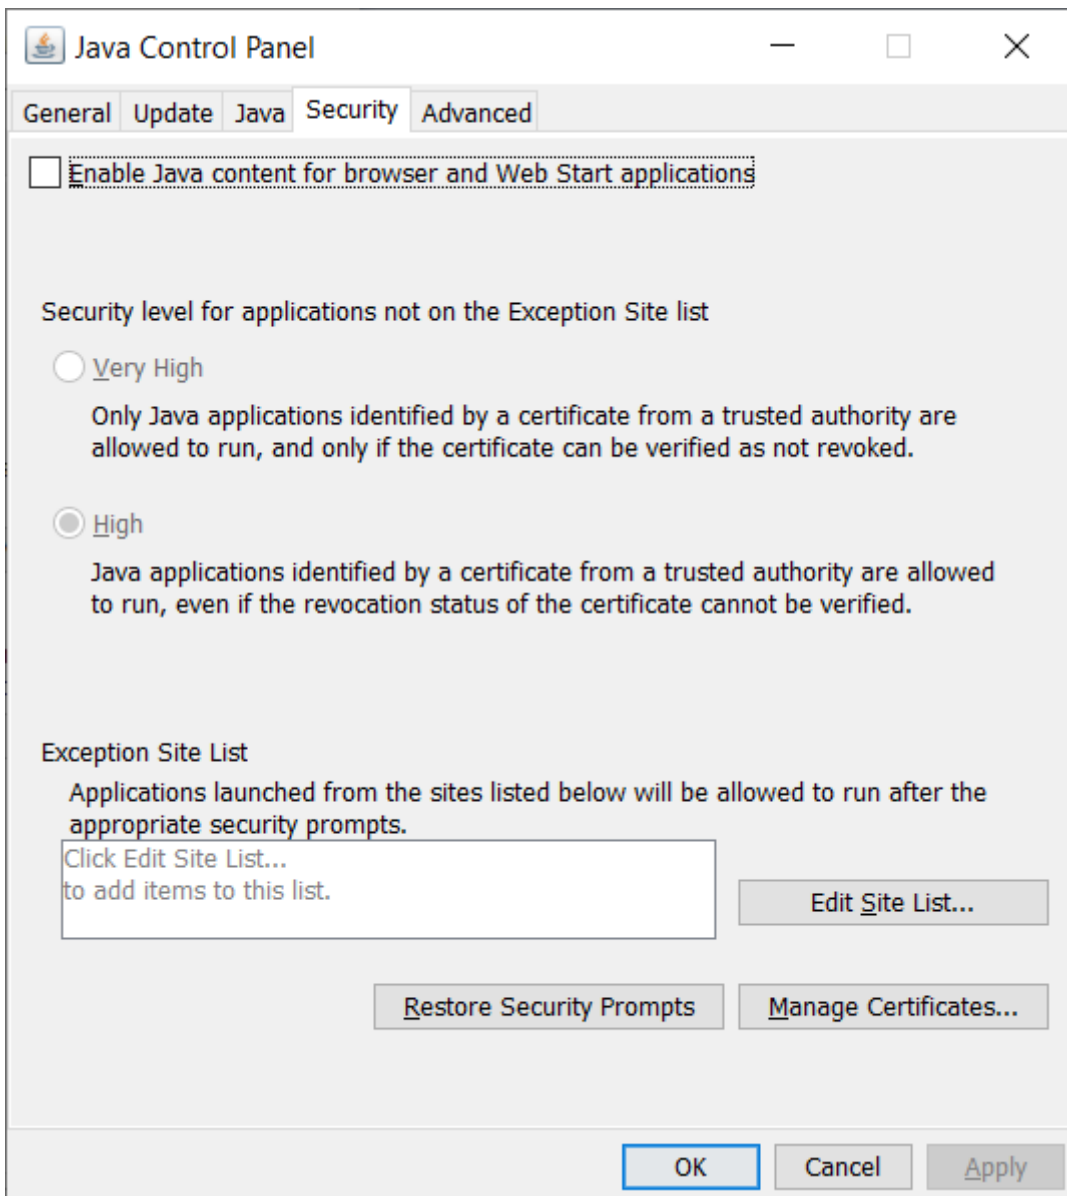 Java Control Panel
General Update Java Security Advanced
Enable Java content for browser and Web Start applications
Security level for applications not on the Exception Site list
Very High
Only Java applications identified by a certificate from a trusted authority are
allowed to run, and only if the certificate can be verified as not revoked.
High
Java applications identified by a certificate from a trusted authority are allowed
to run, even if the revocation status of the certificate cannot be verified.
Exception Site List
Applications launched from the sites listed below will be allowed to run after the
appropriate security prompts.
Click Edit Site List...
to add items to this list.
Edit Site List...
Restore Security Prompts Manage Certificates...
OK Cancel Apply